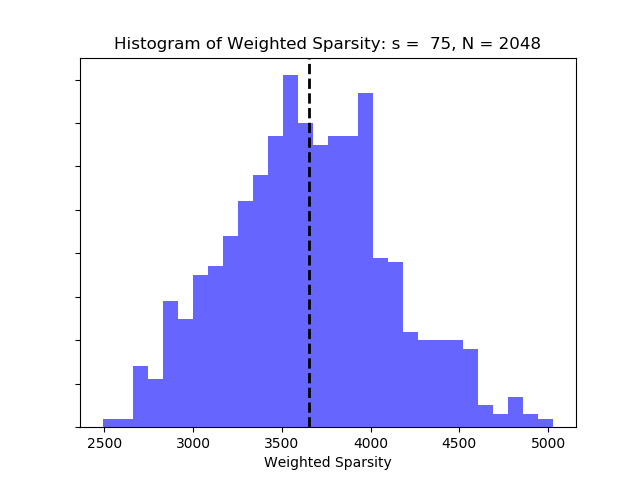 Histogram of Weighted Sparsity: s =  75, N = 2048
2500 3000 3500 4000 4500 5000
Weighted Sparsity